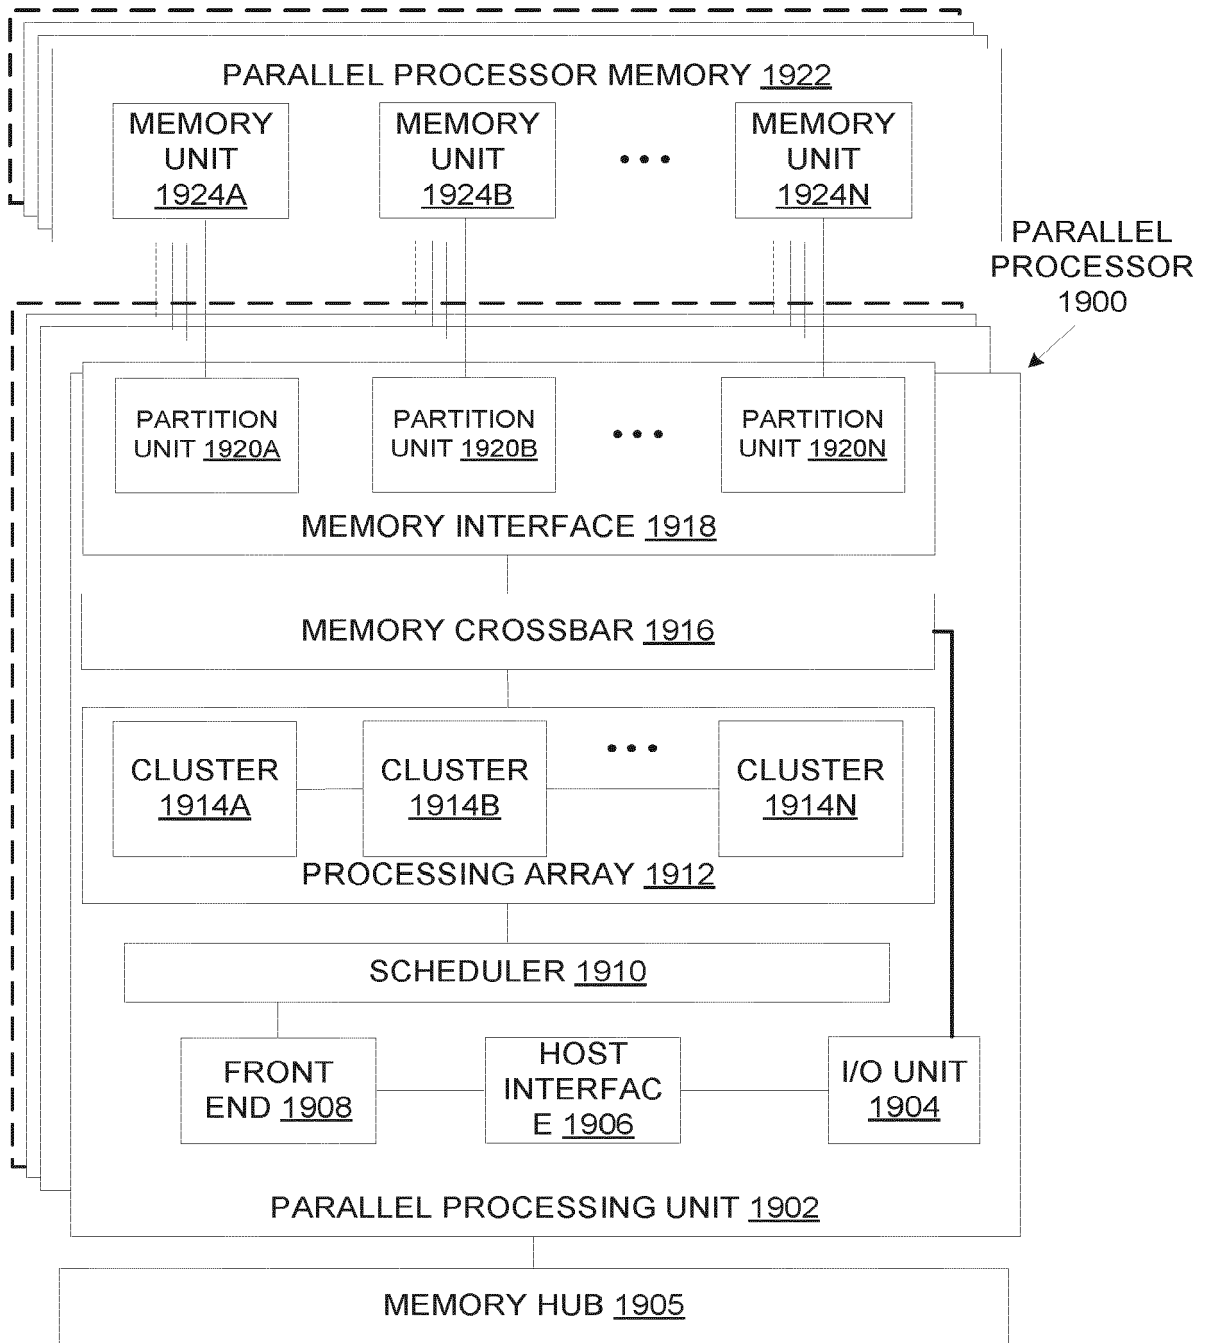 PARALLEL PROCESSOR MEMORY 1922
MEMORY
UNIT
1924A
MEMORY
UNIT
1924B
MEMORY
UNIT
1924N
PARALLEL
PROCESSOR
1900
PARTITION
UNIT 1920A
PARTITION
UNIT 1920B
PARTITION
UNIT 1920N
MEMORY INTERFACE 1918
MEMORY CROSSBAR 1916
CLUSTER
1914A
CLUSTER
1914B
CLUSTER
1914N
PROCESSING ARRAY 1912
SCHEDULER 1910
FRONT
END 1908
HOST
INTERFAC
E 1906
I/O UNIT
1904
PARALLEL PROCESSING UNIT 1902
MEMORY HUB 1905